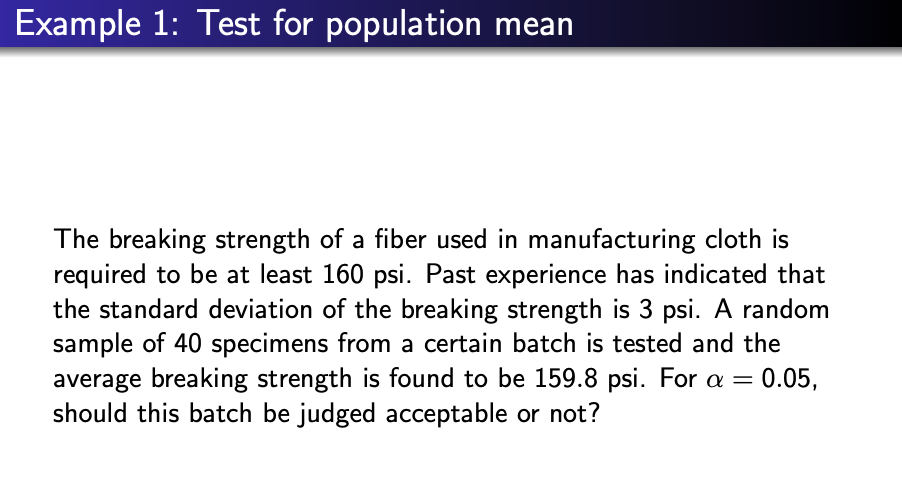 Example 1: Test for population mean
The breaking strength of a fiber used in manufacturing cloth is
required to be at least 160 psi. Past experience has indicated that
the standard deviation of the breaking strength is 3 psi. A random
sample of 40 specimens from a certain batch is tested and the
average breaking strength is found to be 159.8 psi. For α = 0.05,
should this batch be judged acceptable or not?